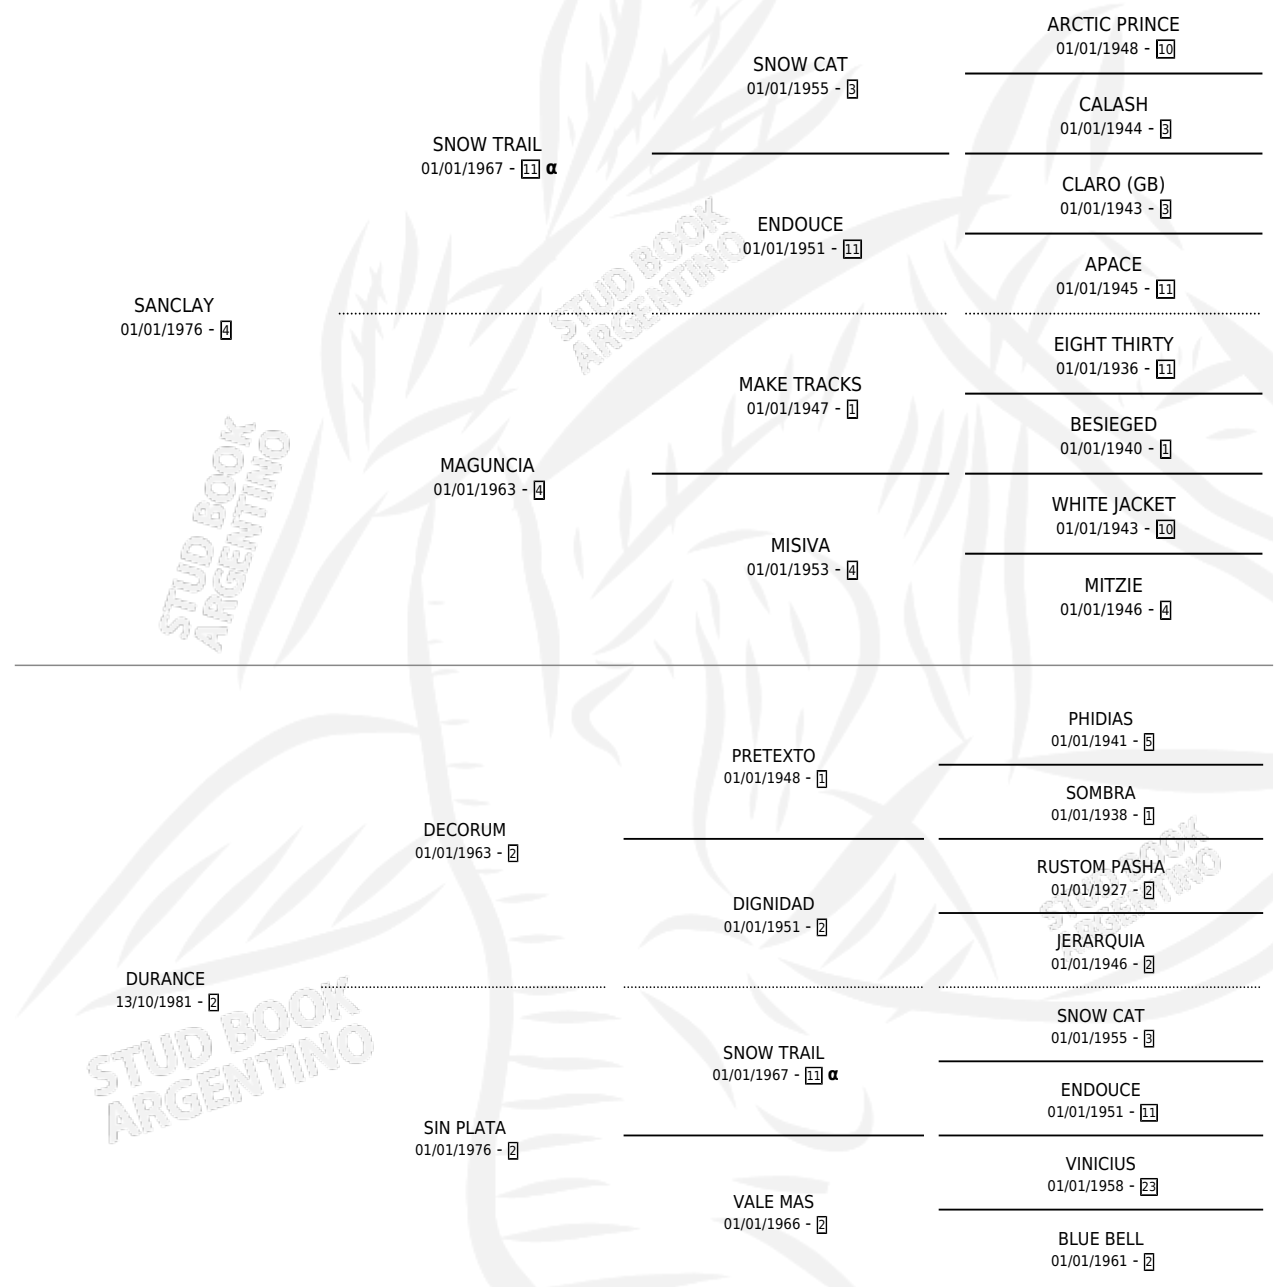 ARCTIC PRINCE
01/01/1948 - 10
SNOW CAT
01/01/1955 - 3
CALASH
01/01/1944 - 3
SNOW TRAIL
01/01/1967 - 11 α
CLARO (GB)
01/01/1943 - 3
ENDOUCE
01/01/1951 - 11
APACE
01/01/1945 - 11
SANCLAY
01/01/1976 - 4
EIGHT THIRTY
01/01/1936 - 11
MAKE TRACKS
01/01/1947 - 1
BESIEGED
01/01/1940 - 1
MAGUNCIA
01/01/1963 - 4
WHITE JACKET
01/01/1943 - 10
MISIVA
01/01/1953 - 4
MITZIE
01/01/1946 - 4
PHIDIAS
01/01/1941 - 5
PRETEXTO
01/01/1948 - 1
SOMBRA
01/01/1938 - 1
DECORUM
01/01/1963 - 2
RUSTOM PASHA
01/01/1927 - 2
DIGNIDAD
01/01/1951 - 2
JERARQUIA
01/01/1946 - 2
DURANCE
13/10/1981 - 2
SNOW CAT
01/01/1955 - 3
SNOW TRAIL
01/01/1967 - 11 α
ENDOUCE
01/01/1951 - 11
SIN PLATA
01/01/1976 - 2
VINICIUS
01/01/1958 - 23
VALE MAS
01/01/1966 - 2
BLUE BELL
01/01/1961 - 2
STUD BOOK
ARGENTINO
STUD BOOK
ARGENTINO
STUD BOOK
ARGENTINO
STUD BOOK
ARGENTINO